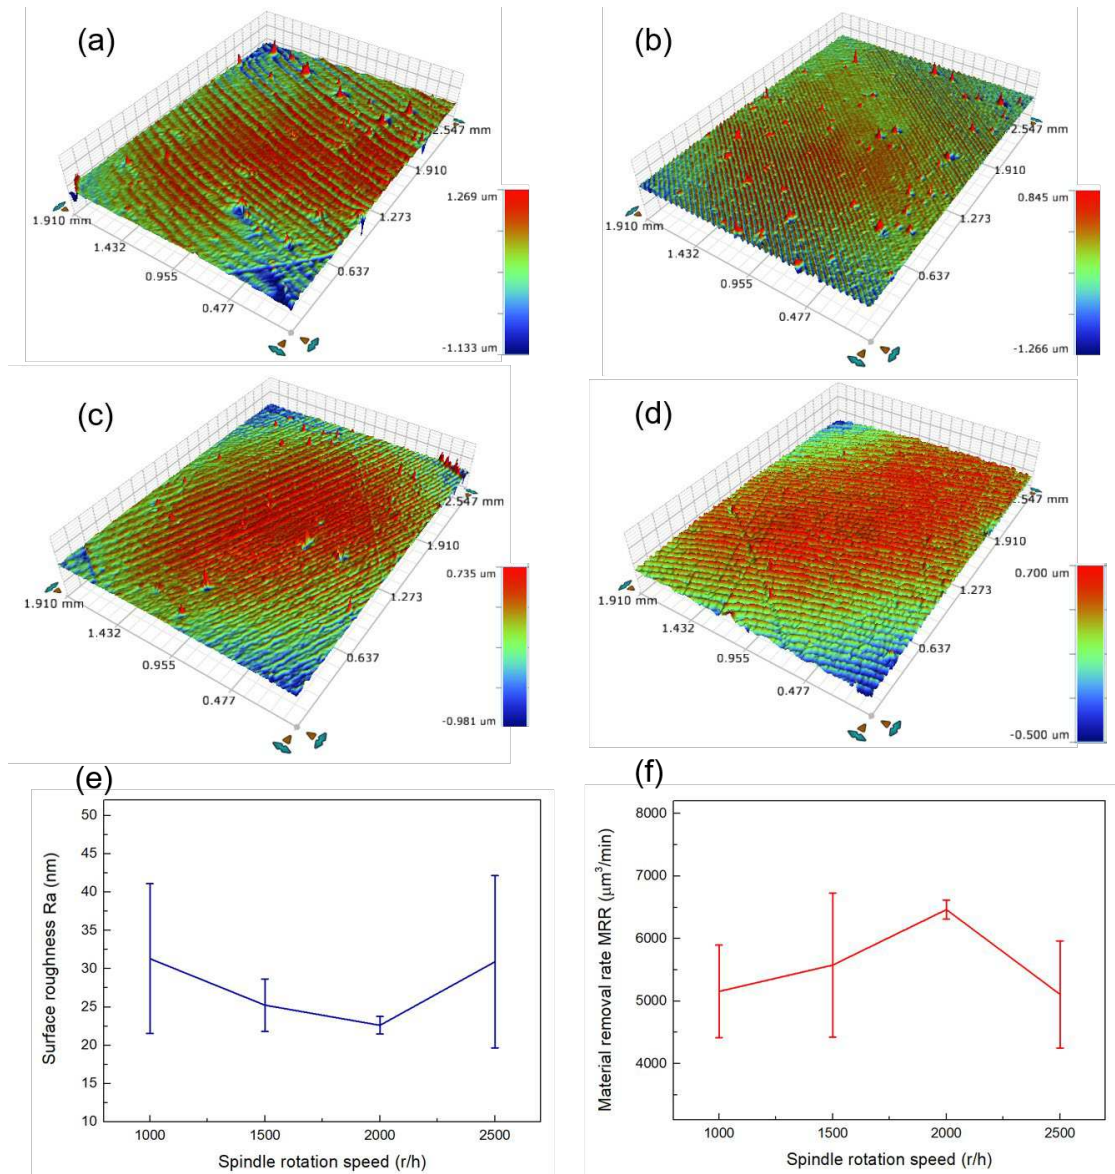 (a)
2.547 mm
1.910
1.273
0.637
1.910 mm
1.432
0.955
0.477
1.269 um
-1.133 um
(b)
2.547 mm
1.910
1.273
0.637
1.910 mm
1.432
0.955
0.477
0.845 um
-1.266 um
(c)
2.547 mm
1.910
1.273
0.637
1.910 mm
1.432
0.955
0.477
0.735 um
-0.981 um
(d)
2.547 mm
1.910
1.273
0.637
1.910 mm
1.432
0.955
0.477
0.700 um
-0.500 um
(e)
Surface roughness Ra (nm)
50
45
40
35
30
25
20
15
10
1000 1500 2000 2500
Spindle rotation speed (r/h)
(f)
Material removal rate MRR (μm³/min)
8000
7000
6000
5000
4000
1000 1500 2000 2500
Spindle rotation speed (r/h)